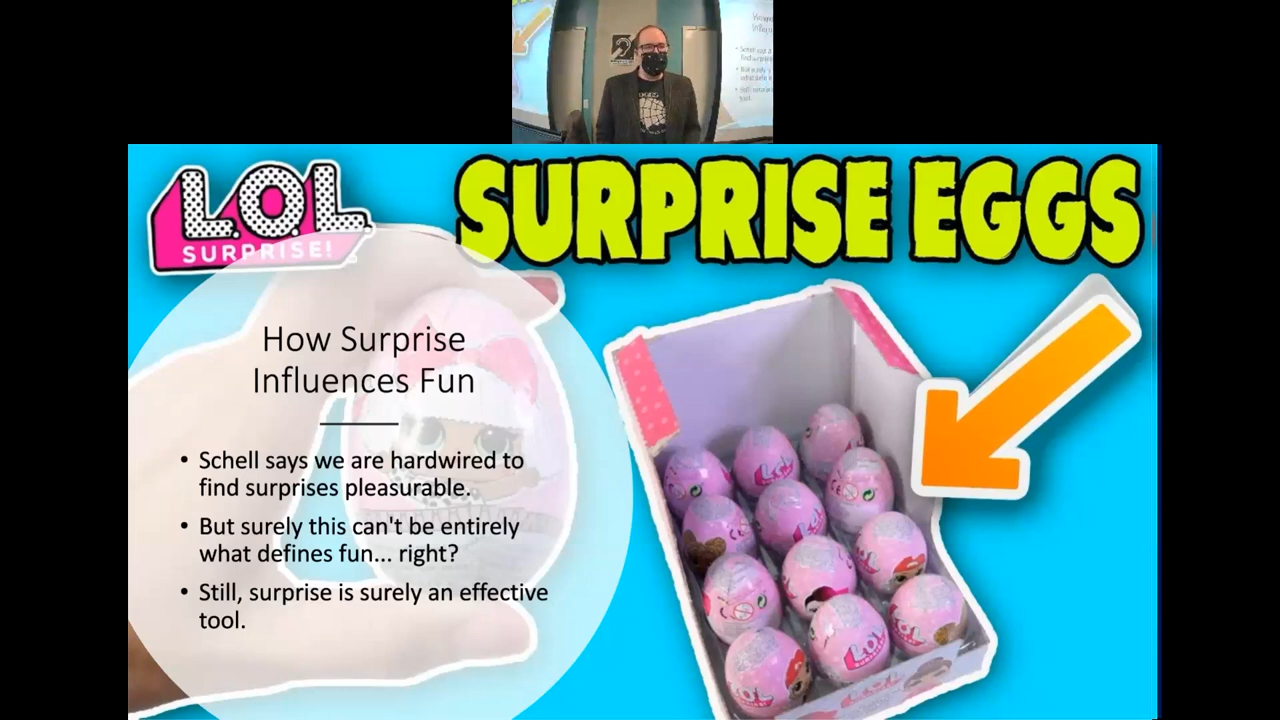 L.O.L.
SURPRISE!
SURPRISE EGGS
How Surprise
Influences Fun
• Schell says we are hardwired to
find surprises pleasurable.
• But surely this can't be entirely
what defines fun... right?
• Still, surprise is surely an effective
tool.